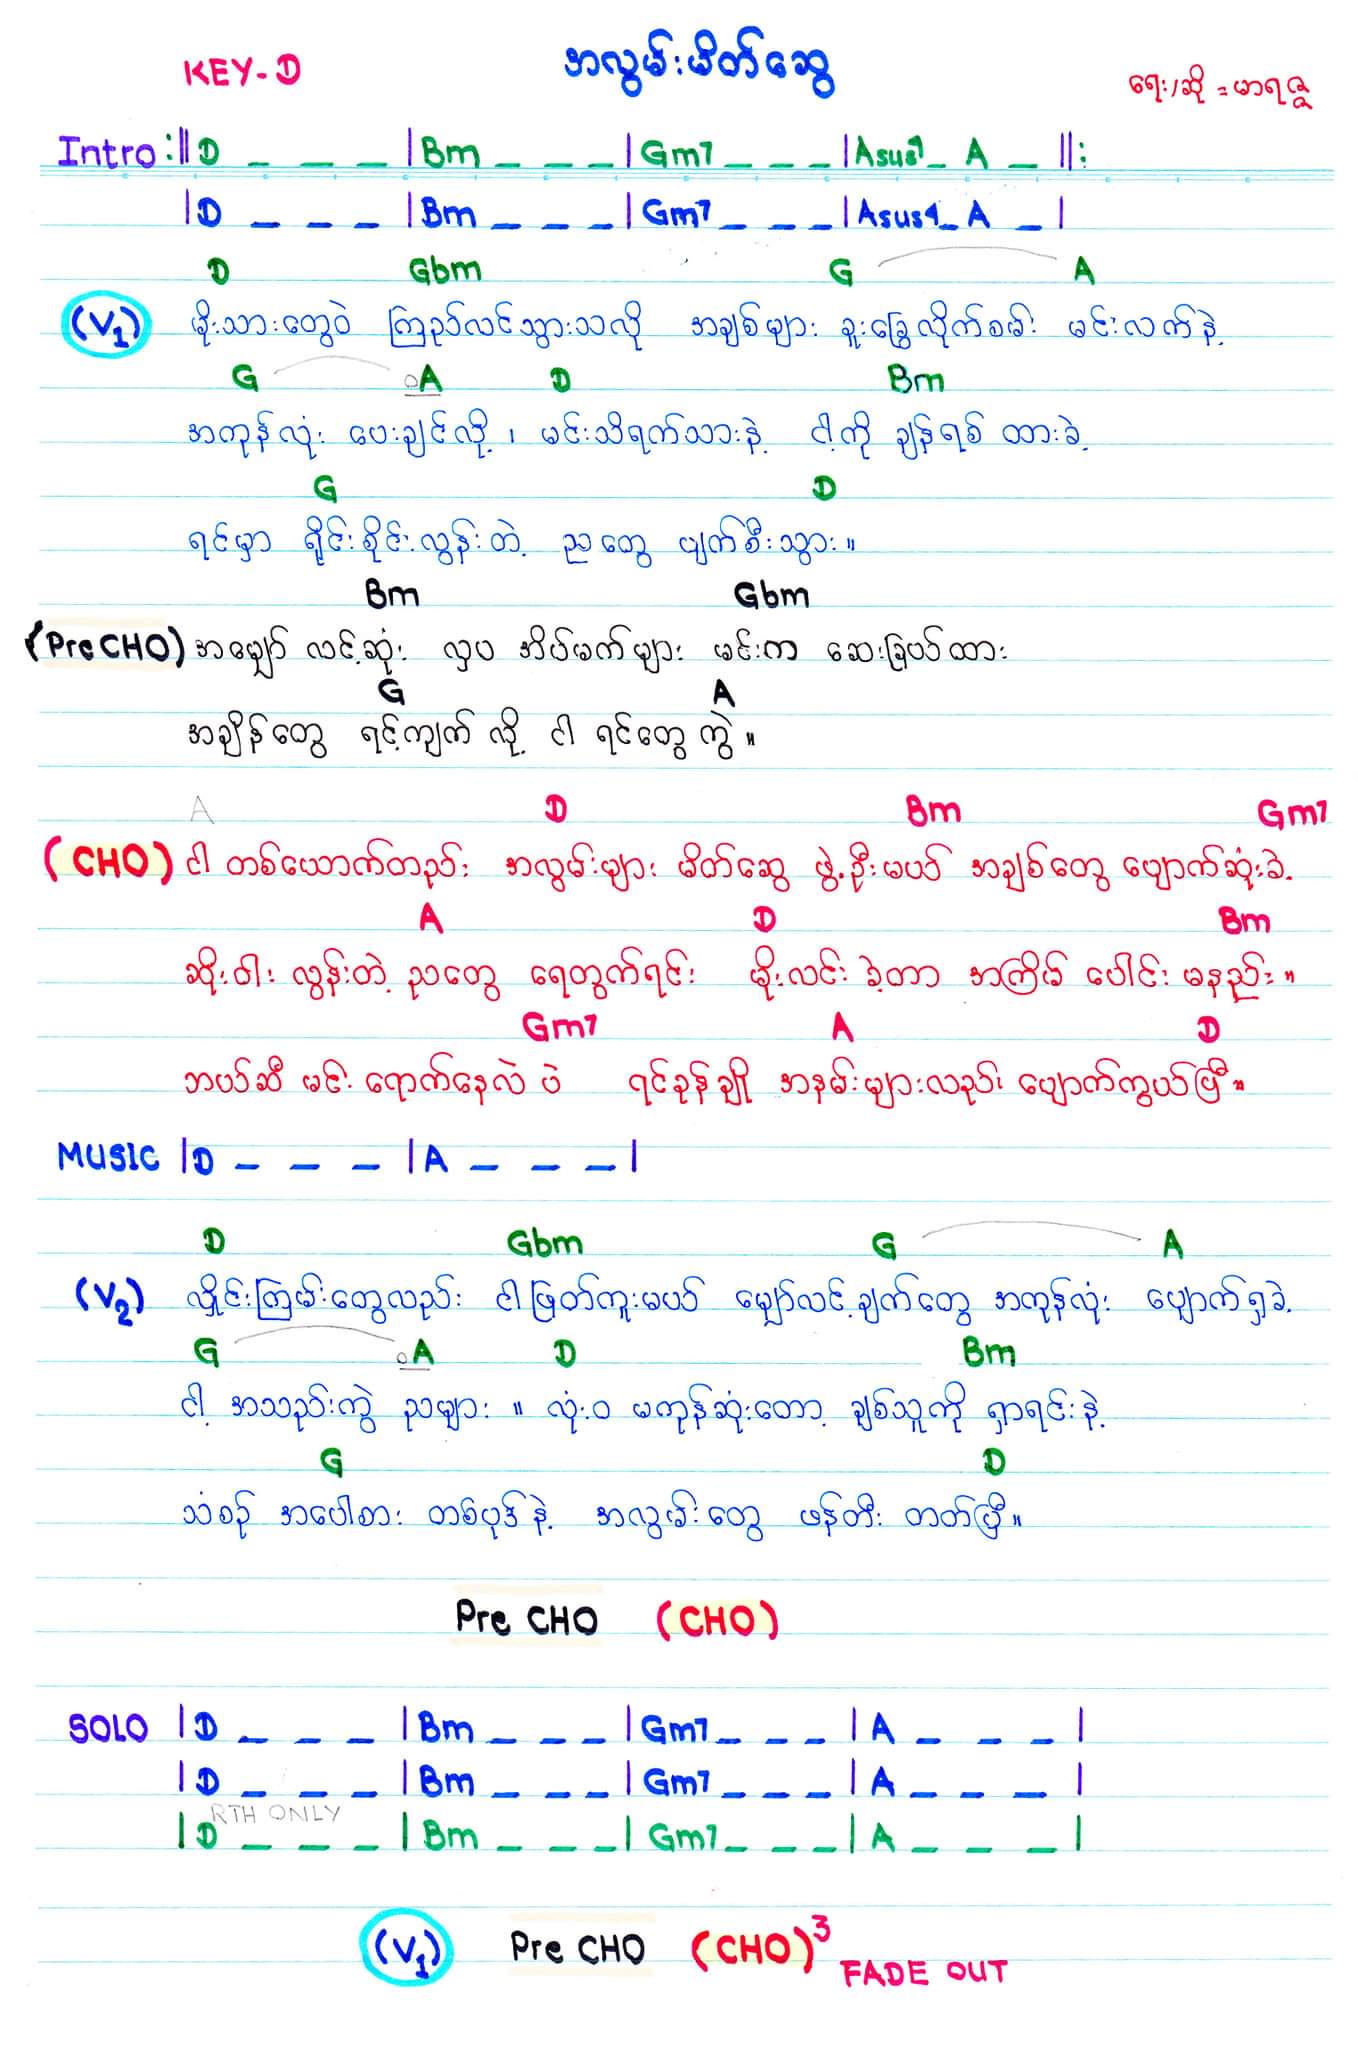 KEY-D အလွမ်းမိတ်ဆွေ ရေး/ဆို = မာရဇ္ဇ
Intro :|| D _ _ _ | Bm _ _ _ | Gm7 _ _ _ | Asus4 _ A _ ||:
| D _ _ _ | Bm _ _ _ | Gm7 _ _ _ | Asus4 _ A _ |
D Gbm G A
(V1) မိုးသားတွေဝဲ ကြည်လင်သွားသလို အချစ်များ ခူးခြွေလိုက်စမ်း မင်းလက်နဲ့
G A D Bm
အကုန်လုံး ပေးချင်လို့ ၊ မင်းသိရက်သားနဲ့ ငါ့ကို ချန်ရစ် ထားခဲ့
G D
ရင်မှာ ရိုင်းစိုင်းလွန်းတဲ့ ညတွေ ပျက်စီးသွား။
Bm Gbm
(Pre CHO) အမျှော် လင့်ဆုံး လှပ အိပ်မက်များ မင်းက ဆေးခြယ်ထား
G A
အချိန်တွေ ရင့်ကျက် လို့ ငါ ရင်တွေကွဲ။
A D Bm Gm7
(CHO) ငါ တစ်ယောက်တည်း အလွမ်းများ မိတ်ဆွေ ဖွဲ့ဦးမယ် အချစ်တွေ ပျောက်ဆုံးခဲ့
A D Bm
ဆိုးဝါး လွန်းတဲ့ ညတွေ ရေတွက်ရင်း မိုးလင်း ခဲ့တာ အကြိမ် ပေါင်း မနည်း။
Gm7 A D
ဘယ်ဆီ မင်း ရောက်နေလဲ ပဲ ရင်ခုန်ချို အနမ်းများလည်း ပျောက်ကွယ်ပြီ။
MUSIC | D _ _ _ | A _ _ _ |
D Gbm G A
(V2) လှိုင်းကြမ်းတွေလည်း ငါဖြတ်ကူးမယ် မျှော်လင့်ချက်တွေ အကုန်လုံး ပျောက်ရှခဲ့
G A D Bm
ငါ့ အသည်းကွဲ ညများ ။ လုံးဝ မကုန်ဆုံးတော့ ချစ်သူကို ရှာရင်းနဲ့
G D
သံစဉ် အပေါစား တစ်ပုဒ်နဲ့ အလွမ်းတွေ ဖန်တီး တတ်ပြီ။
Pre CHO (CHO)
SOLO | D _ _ _ | Bm _ _ _ | Gm7 _ _ _ | A _ _ _ |
| D _ _ _ | Bm _ _ _ | Gm7 _ _ _ | A _ _ _ |
RTH ONLY
| D _ _ _ | Bm _ _ _ | Gm7 _ _ _ | A _ _ _ |
(V1) Pre CHO (CHO)3 FADE OUT